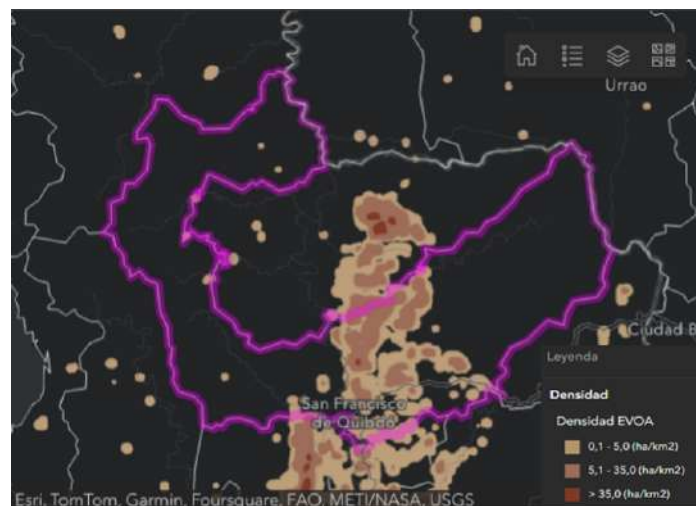 Urrao
Ciudad B
Leyenda
Densidad
San Francisco
de Quibdó
Densidad EVOA
0,1 - 5,0 (ha/km2)
5,1 - 35,0 (ha/km2)
> 35,0 (ha/km2)
Esri, TomTom, Garmin, Foursquare, FAO, METI/NASA, USGS